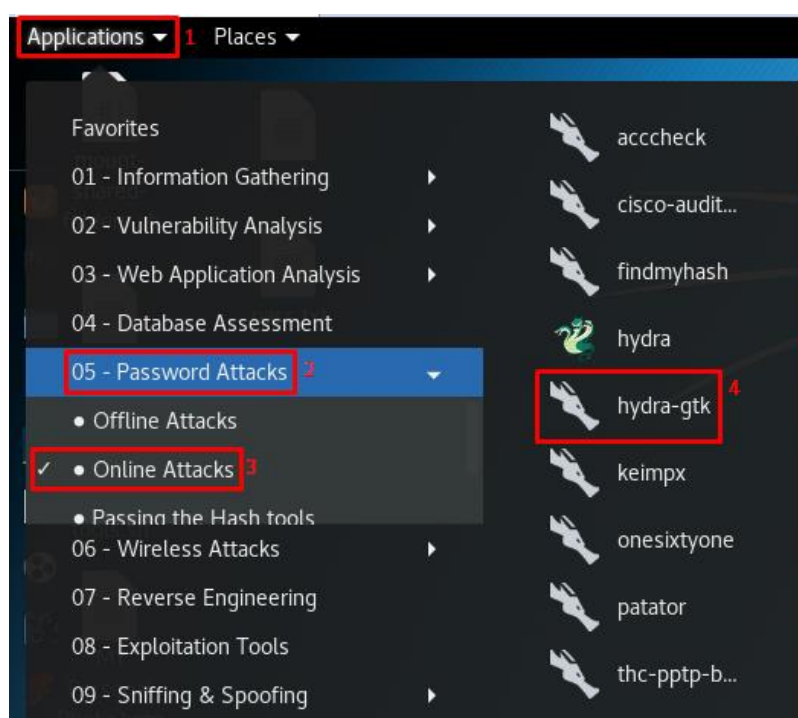 Applications 1 Places
Favorites
01 - Information Gathering
02 - Vulnerability Analysis
03 - Web Application Analysis
04 - Database Assessment
05 - Password Attacks 2
• Offline Attacks
✓ • Online Attacks 3
• Passing the Hash tools
06 - Wireless Attacks
07 - Reverse Engineering
08 - Exploitation Tools
09 - Sniffing & Spoofing
acccheck
cisco-audit...
findmyhash
hydra
hydra-gtk 4
keimpx
onesixtyone
patator
thc-pptp-b...